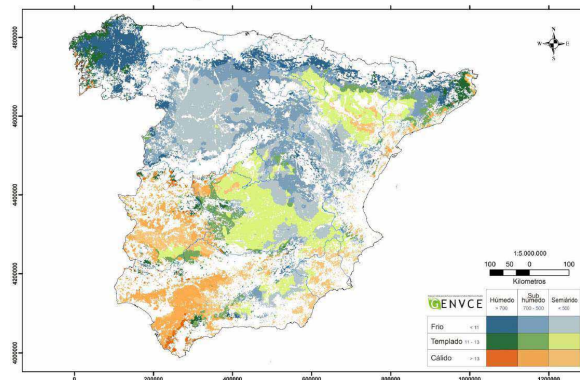 N
W E
S
4800000
4600000
4400000
4200000
4000000
0 200000 400000 600000 800000 1000000 1200000
1:5.000.000
100 50 0 100
Kilometros
GENVCE
Húmedo
> 700
Sub húmedo
700 - 500
Semiárido
< 500
Frio < 11
Templado 11 - 13
Cálido > 13